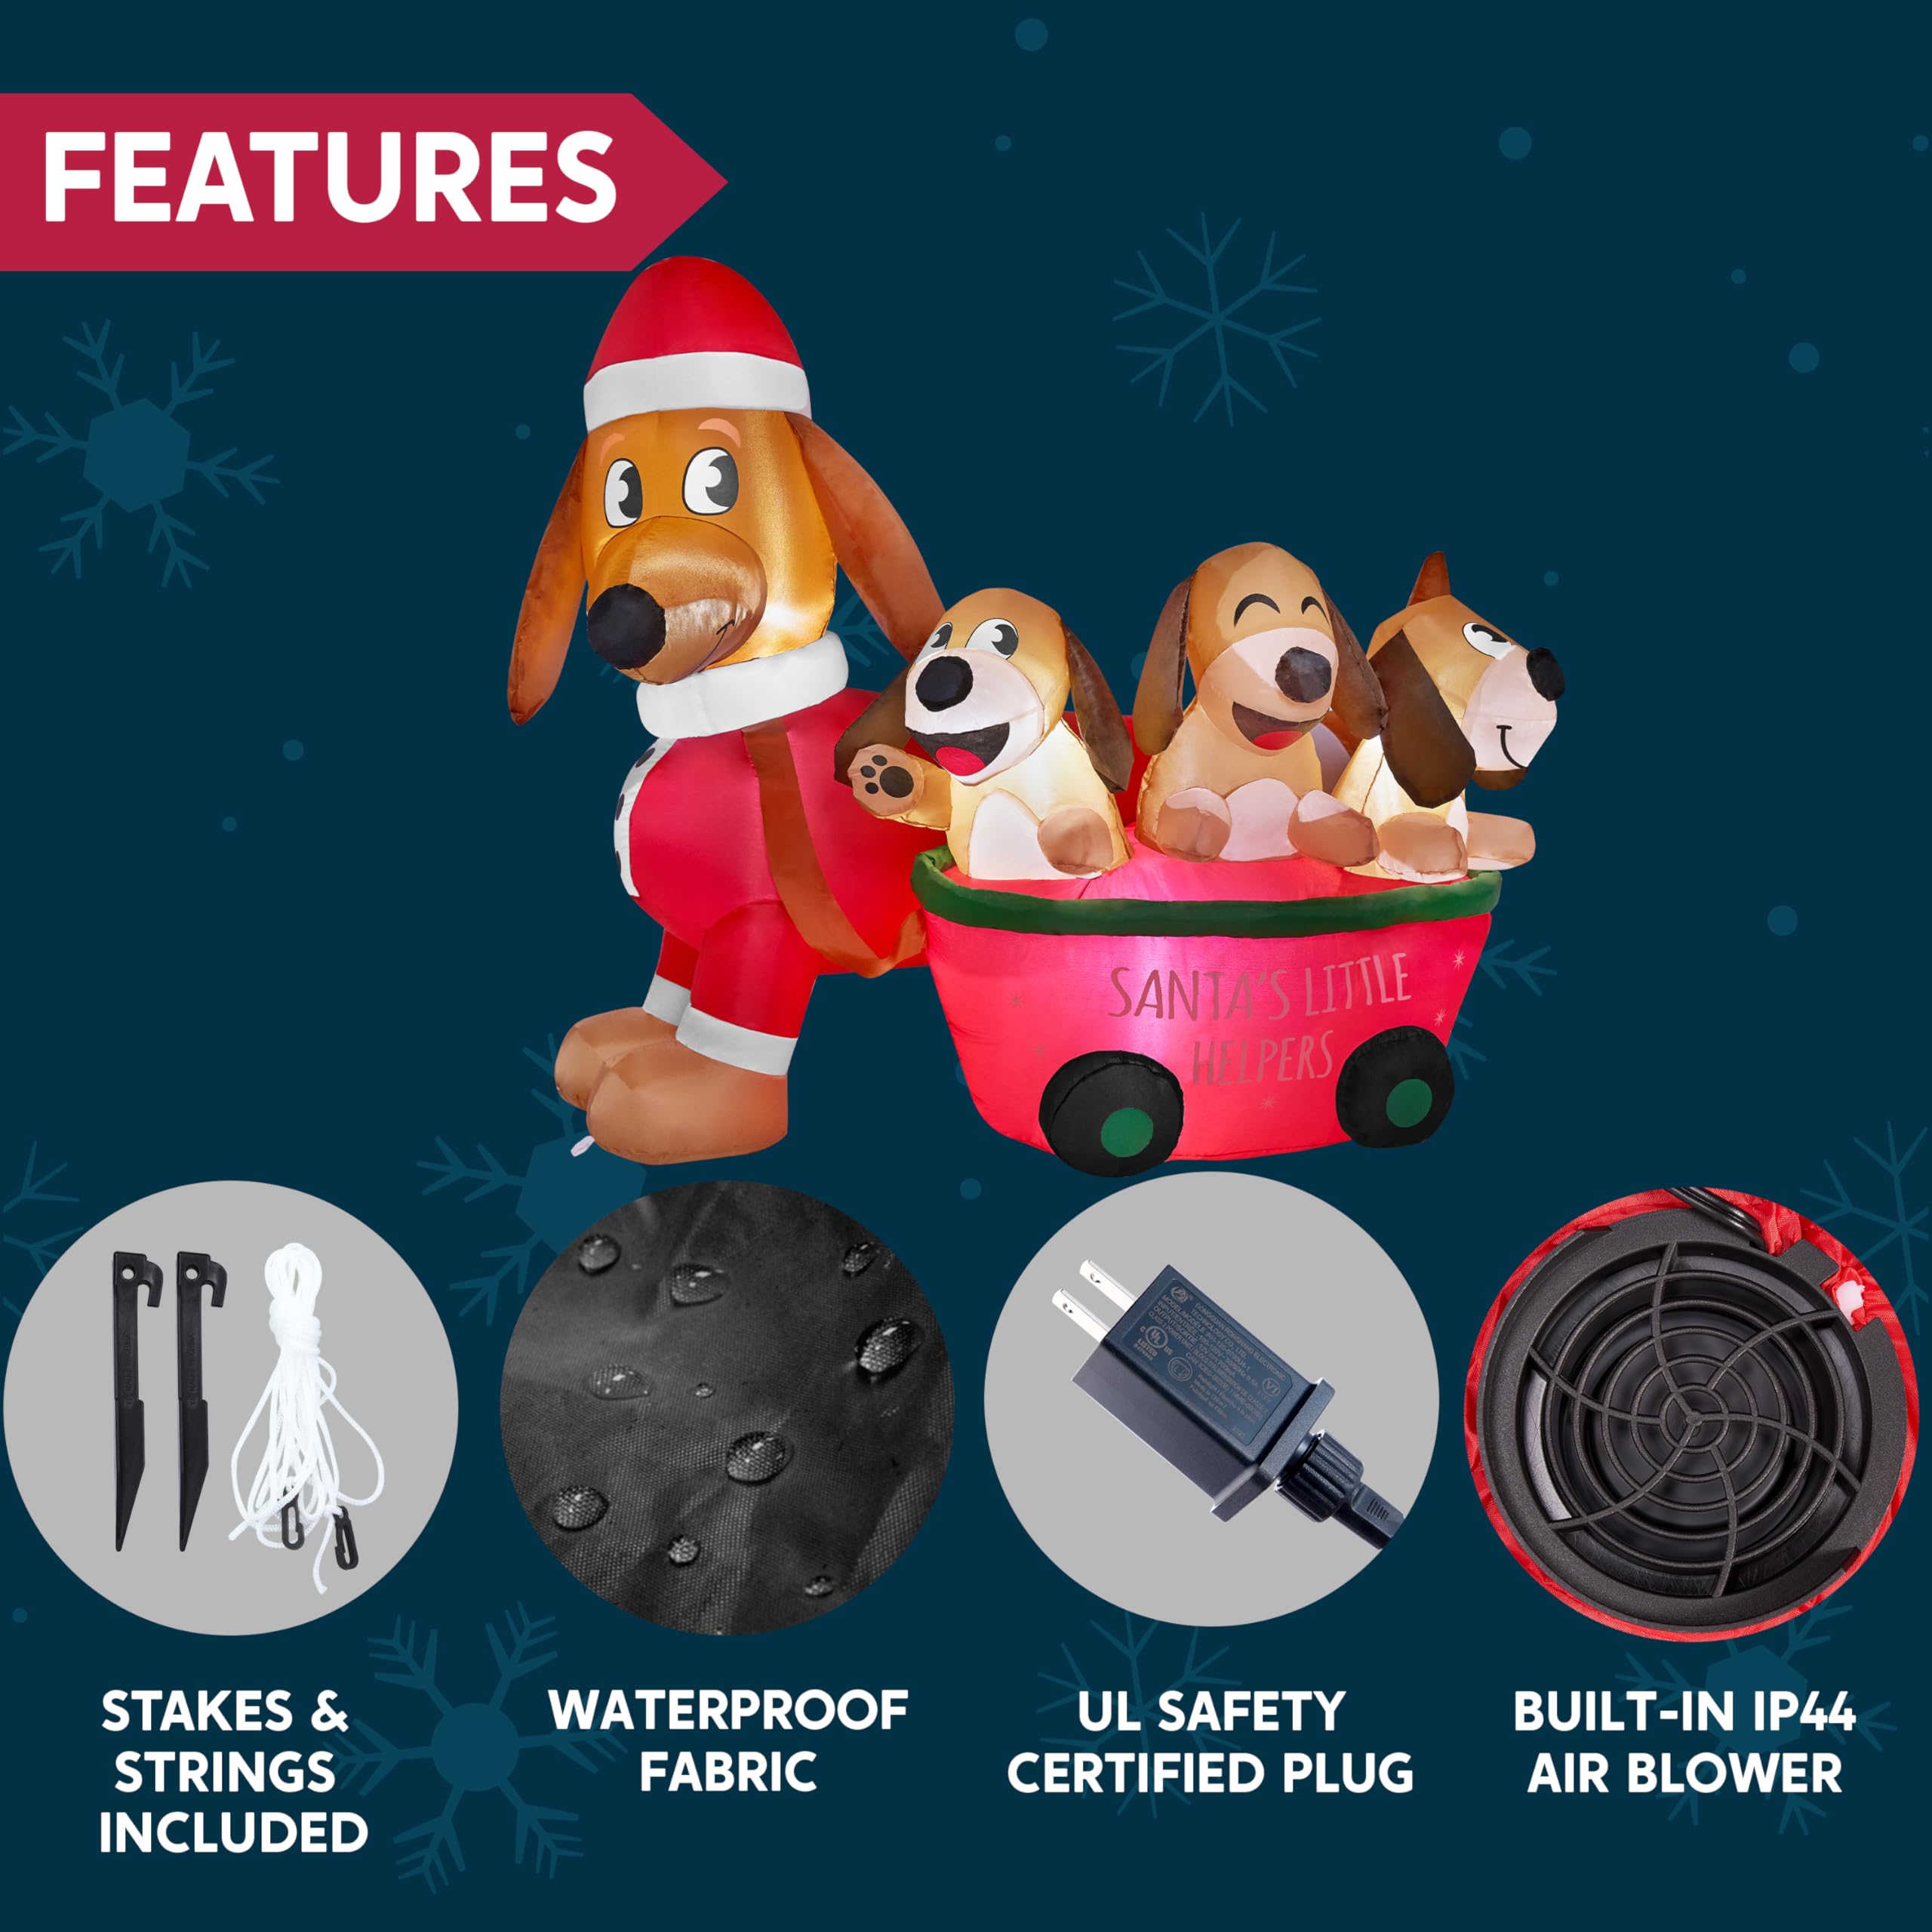 FEATURES
SANTA'S LITTLE
HELPERS
STAKES &
STRINGS
INCLUDED
WATERPROOF
FABRIC
UL SAFETY
CERTIFIED PLUG
BUILT-IN IP44
AIR BLOWER